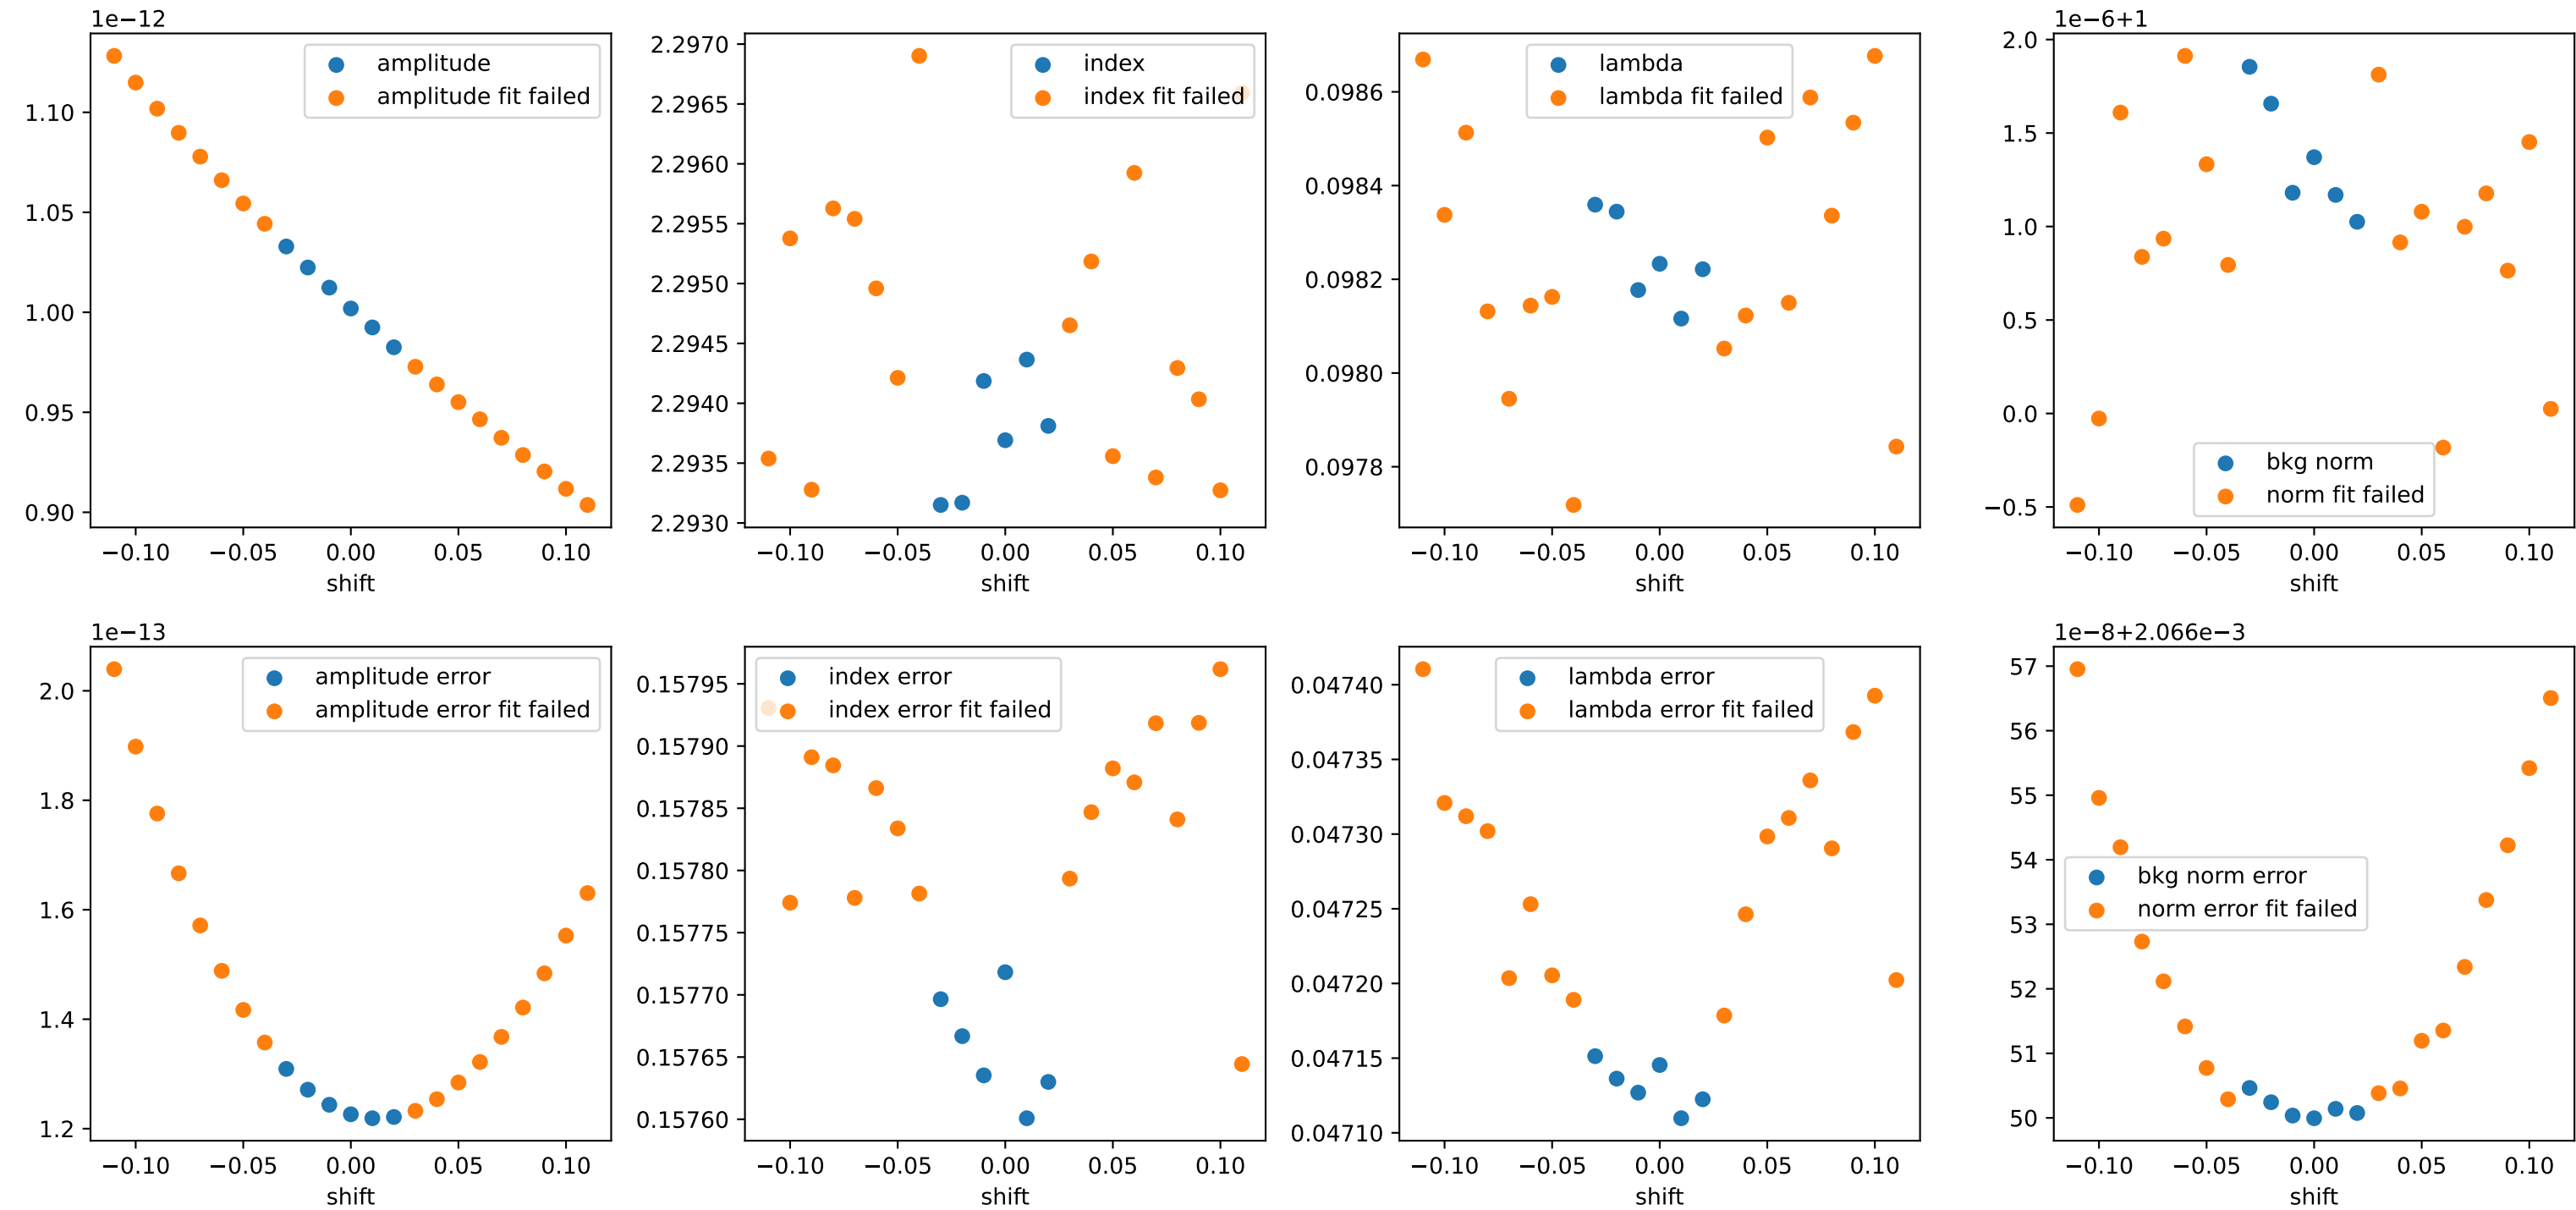 1e−12
amplitude
amplitude fit failed
1.10
1.05
1.00
0.95
0.90
−0.10 −0.05 0.00 0.05 0.10
shift
index
index fit failed
2.2970
2.2965
2.2960
2.2955
2.2950
2.2945
2.2940
2.2935
2.2930
−0.10 −0.05 0.00 0.05 0.10
shift
lambda
lambda fit failed
0.0986
0.0984
0.0982
0.0980
0.0978
−0.10 −0.05 0.00 0.05 0.10
shift
1e−6+1
2.0
1.5
1.0
0.5
0.0
−0.5
bkg norm
norm fit failed
−0.10 −0.05 0.00 0.05 0.10
shift
1e−13
amplitude error
amplitude error fit failed
2.0
1.8
1.6
1.4
1.2
−0.10 −0.05 0.00 0.05 0.10
shift
index error
index error fit failed
0.15795
0.15790
0.15785
0.15780
0.15775
0.15770
0.15765
0.15760
−0.10 −0.05 0.00 0.05 0.10
shift
lambda error
lambda error fit failed
0.04740
0.04735
0.04730
0.04725
0.04720
0.04715
0.04710
−0.10 −0.05 0.00 0.05 0.10
shift
1e−8+2.066e−3
57
56
55
54
53
52
51
50
bkg norm error
norm error fit failed
−0.10 −0.05 0.00 0.05 0.10
shift